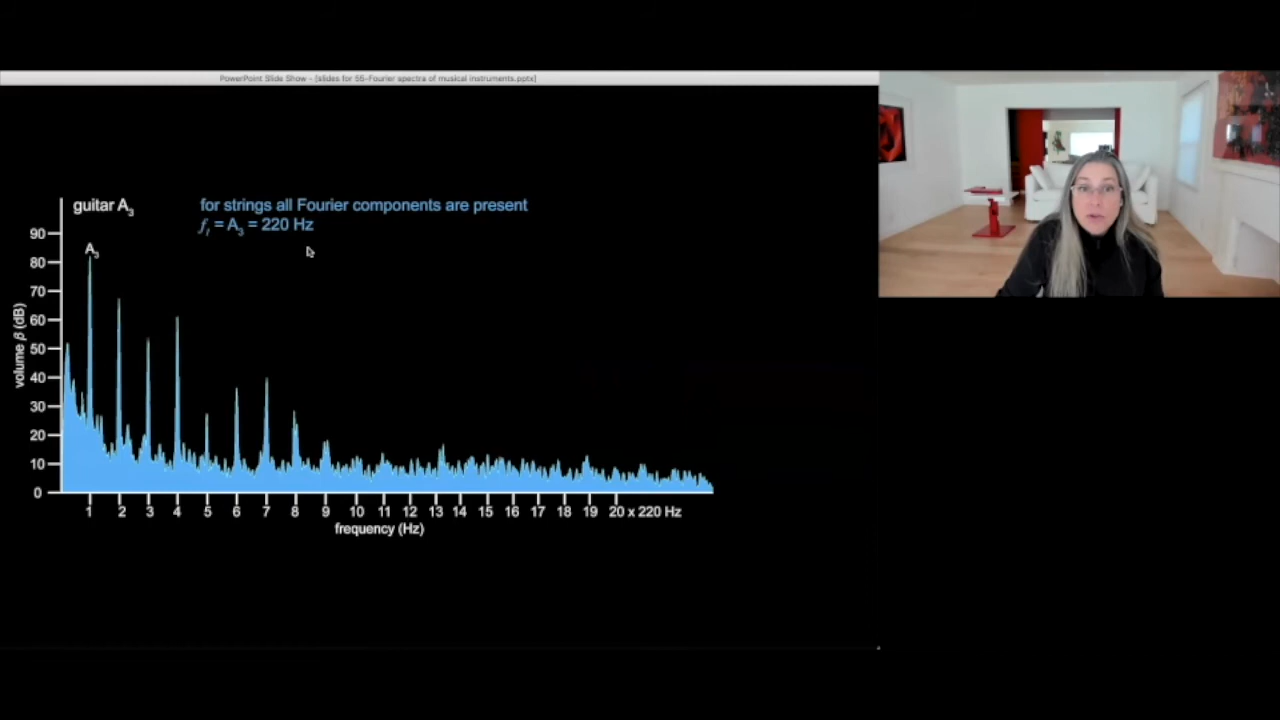 PowerPoint Slide Show - [slides for 55-Fourier spectra of musical instruments.pptx]
guitar A3
for strings all Fourier components are present
f1 = A3 = 220 Hz
A3
90
80
70
60
50
40
30
20
10
0
volume β (dB)
1 2 3 4 5 6 7 8 9 10 11 12 13 14 15 16 17 18 19 20 x 220 Hz
frequency (Hz)